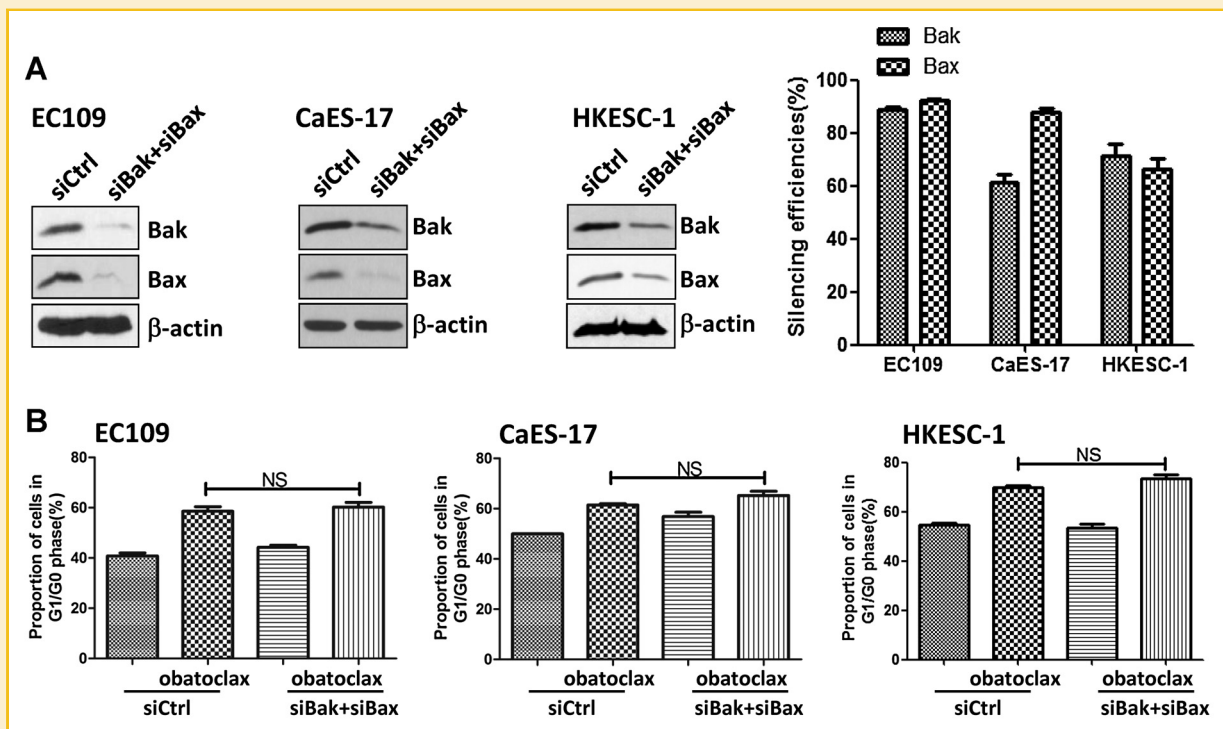 A
EC109
siCtrl
siBak+siBax
Bak
Bax
β-actin
CaES-17
siCtrl
siBak+siBax
Bak
Bax
β-actin
HKESC-1
siCtrl
siBak+siBax
Bak
Bax
β-actin
Bak
Bax
Silencing efficiencies(%)
100
80
60
40
20
0
EC109 CaES-17 HKESC-1
B
EC109
Proportion of cells in
G1/G0 phase(%)
80
60
40
20
0
NS
obatoclax obatoclax
siCtrl siBak+siBax
CaES-17
Proportion of cells in
G1/G0 phase(%)
80
60
40
20
0
NS
obatoclax obatoclax
siCtrl siBak+siBax
HKESC-1
Proportion of cells in
G1/G0 phase(%)
80
60
40
20
0
NS
obatoclax obatoclax
siCtrl siBak+siBax